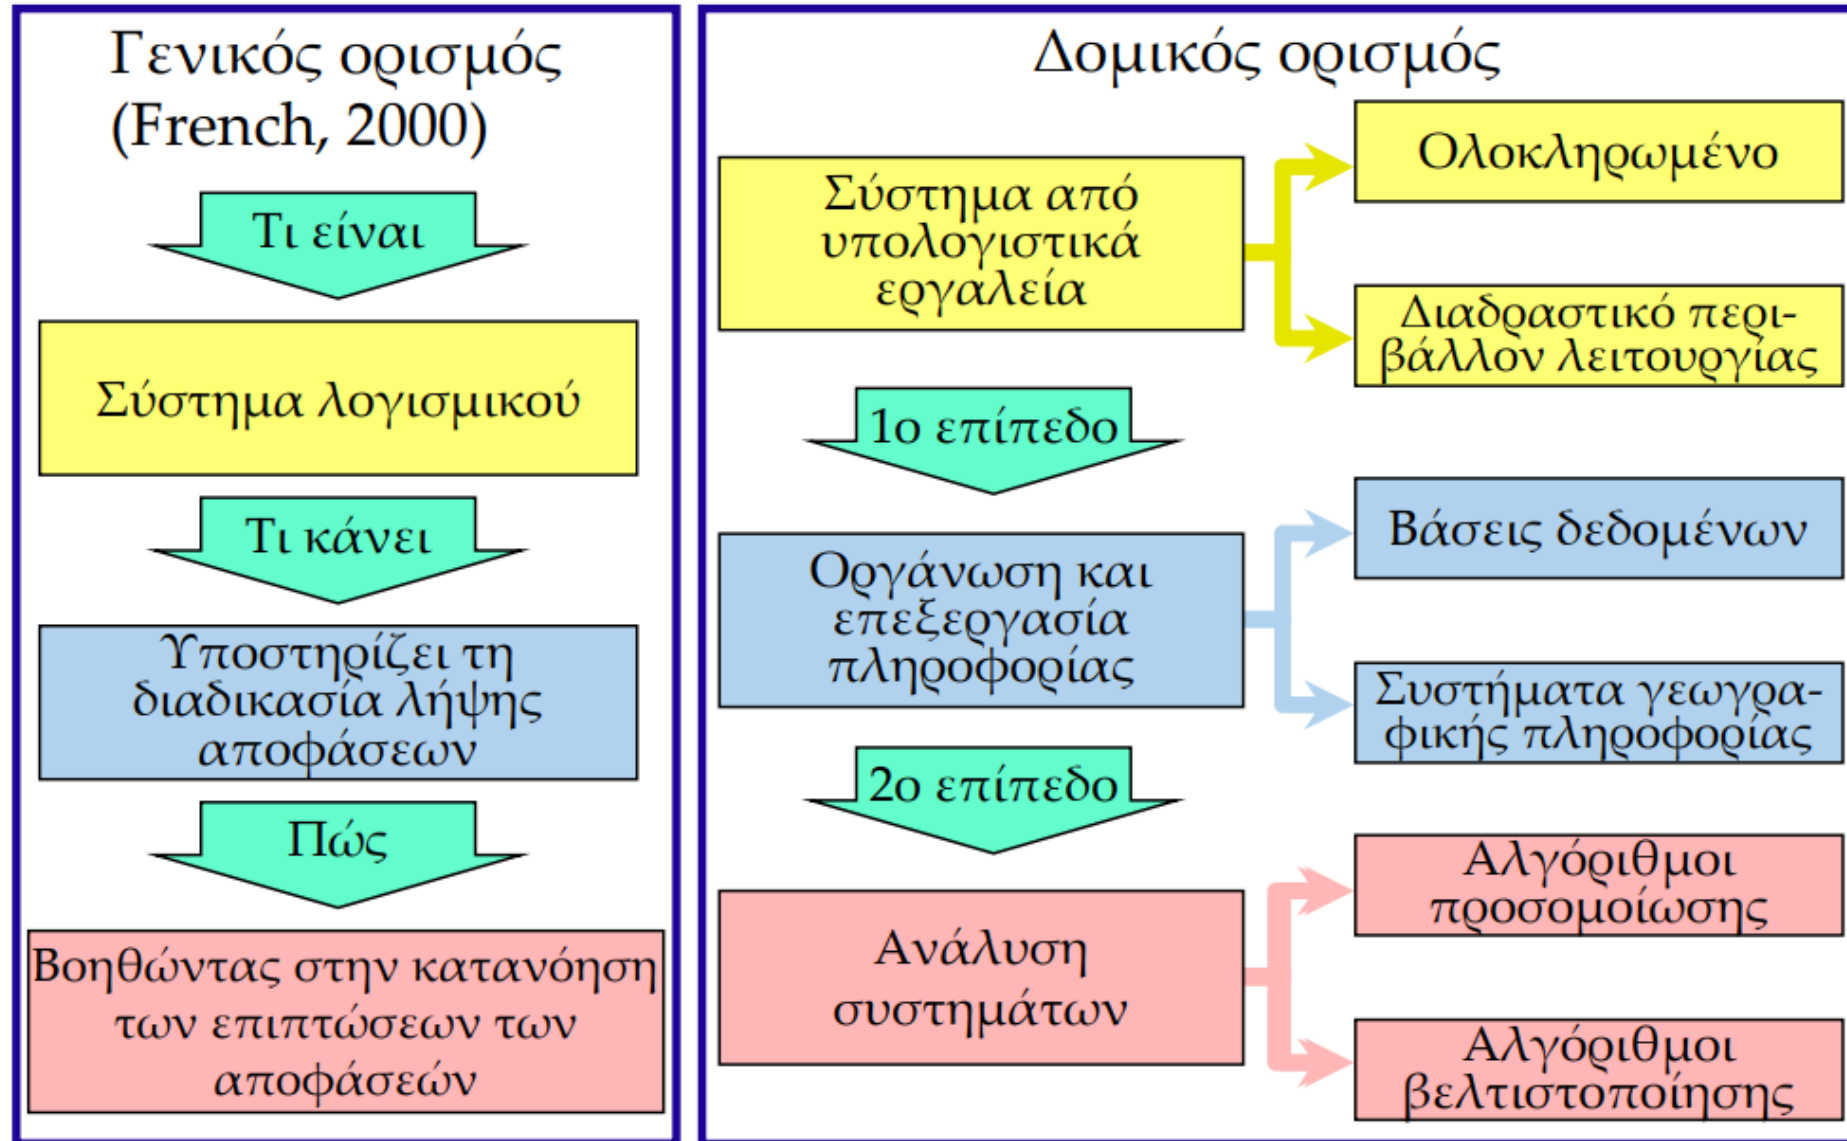 Γενικός ορισμός
(French, 2000)
Τι είναι
Σύστημα λογισμικού
Τι κάνει
Υποστηρίζει τη
διαδικασία λήψης
αποφάσεων
Πώς
Βοηθώντας στην κατανόηση
των επιπτώσεων των
αποφάσεών
Δομικός ορισμός
Σύστημα από
υπολογιστικά
εργαλεία
Ολοκληρωμένο
Διαδραστικό περι-
βάλλον λειτουργίας
1ο επίπεδο
Οργάνωση και
επεξεργασία
πληροφορίας
Βάσεις δεδομένων
Συστήματα γεωγρα-
φικής πληροφορίας
2ο επίπεδο
Ανάλυση
συστημάτων
Αλγόριθμοι
προσομοίωσης
Αλγόριθμοι
βελτιστοποίησης